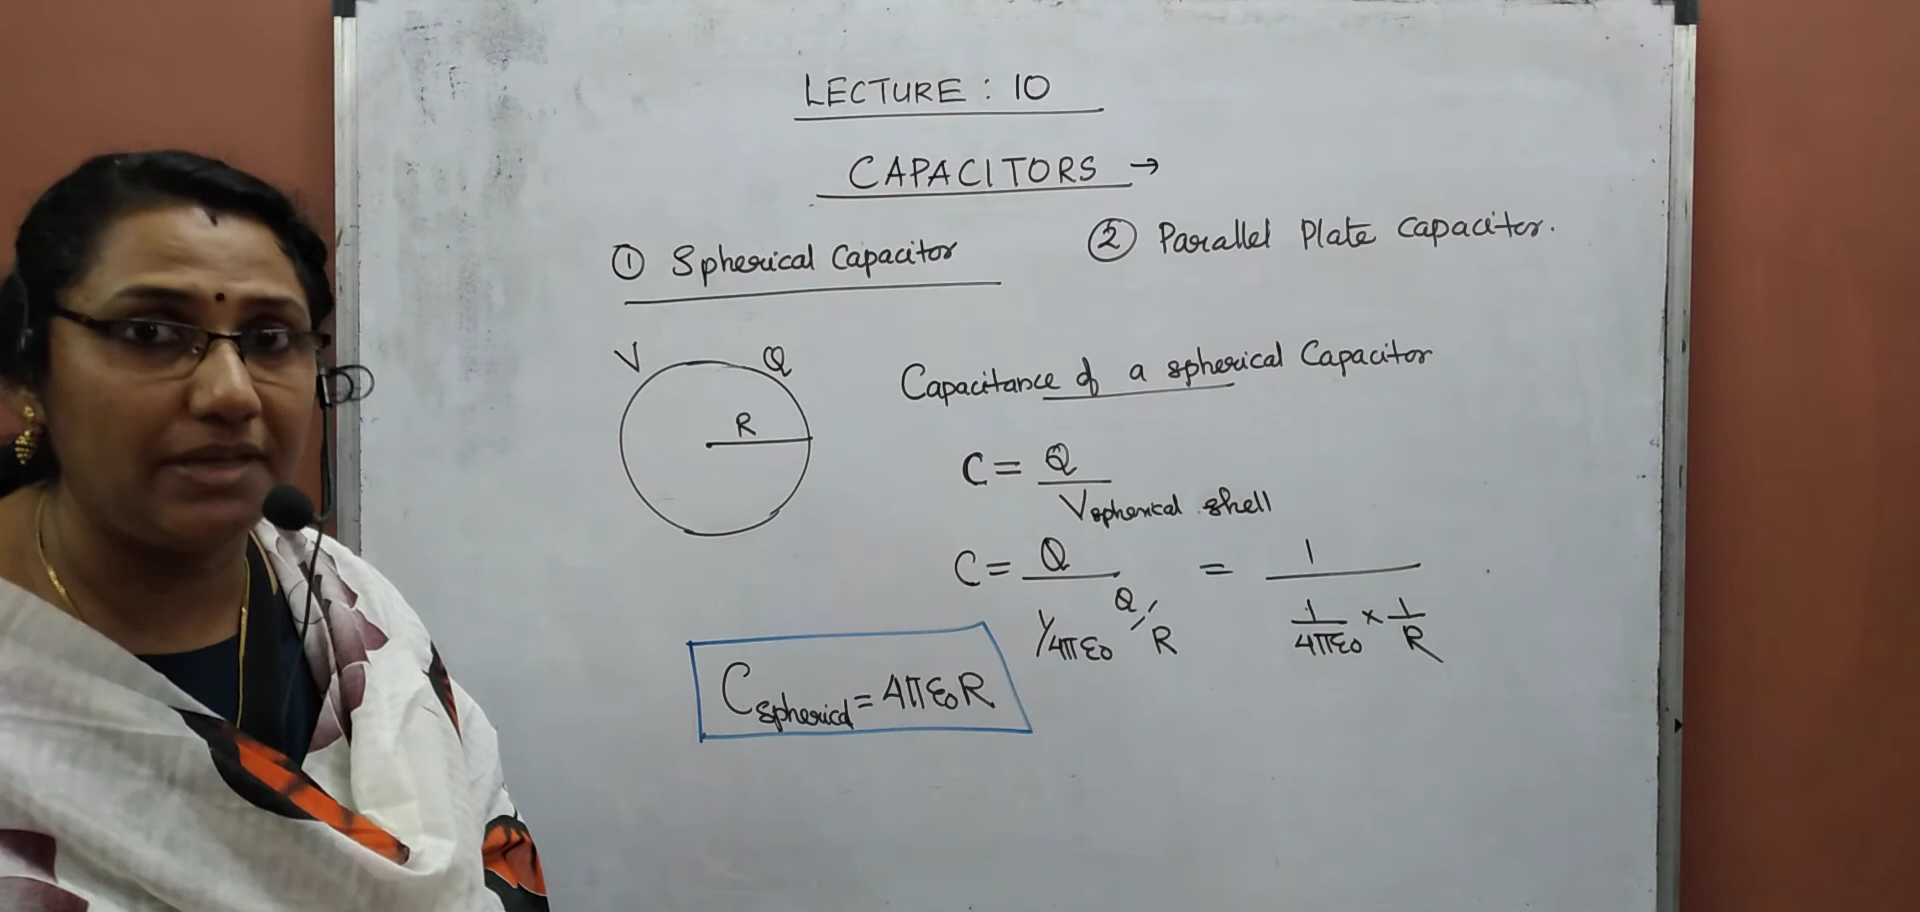 LECTURE : 10
CAPACITORS →
① Spherical Capacitor
② Parallel Plate Capacitor.
V Q
R
Capacitance of a spherical Capacitor
C = Q / V spherical shell
C = Q / (1/4πε0 Q/R) = 1 / (1/4πε0 × 1/R)
C spherical = 4πε0R